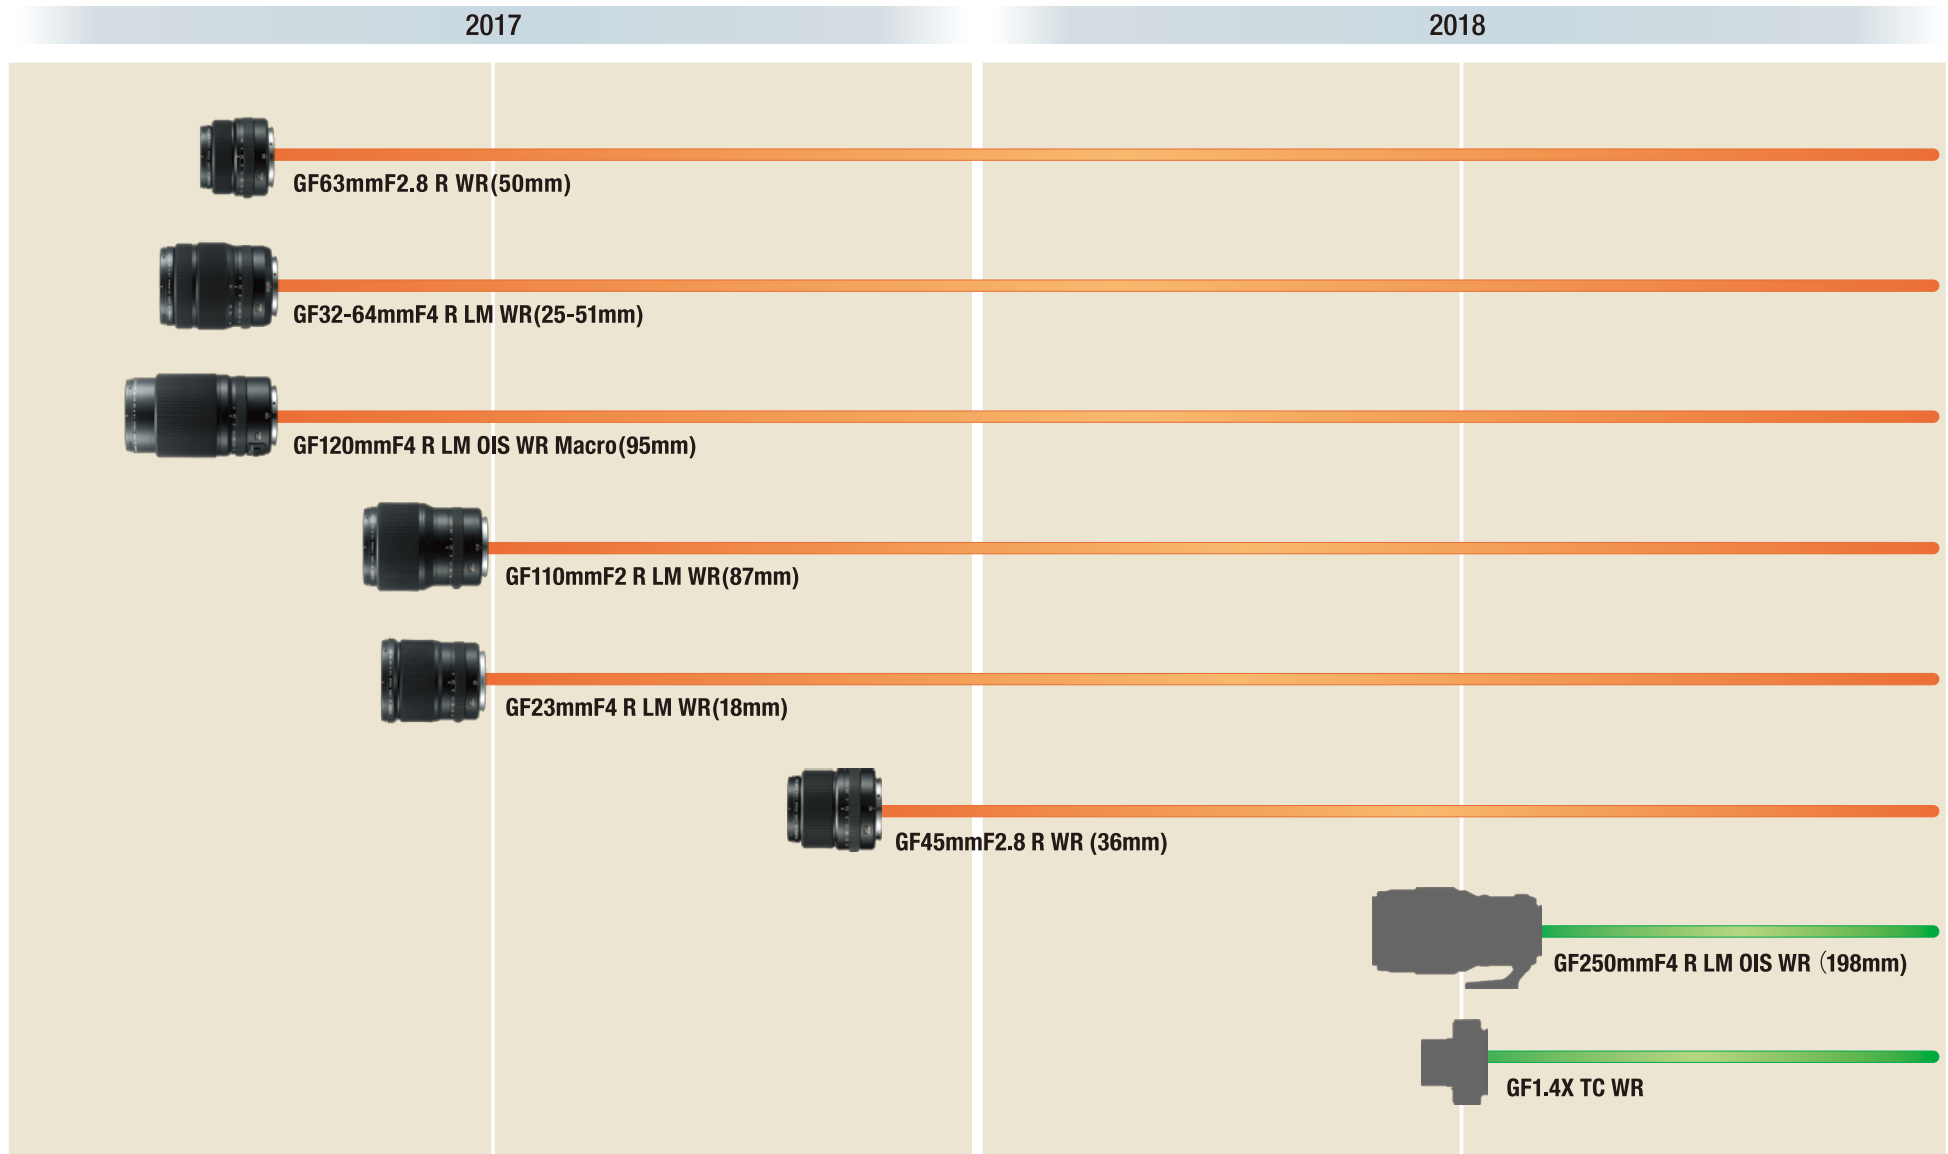 2017
2018
GF63mmF2.8 R WR(50mm)
GF32-64mmF4 R LM WR(25-51mm)
GF120mmF4 R LM OIS WR Macro(95mm)
GF110mmF2 R LM WR(87mm)
GF23mmF4 R LM WR(18mm)
GF45mmF2.8 R WR (36mm)
GF250mmF4 R LM OIS WR（198mm)
GF1.4X TC WR